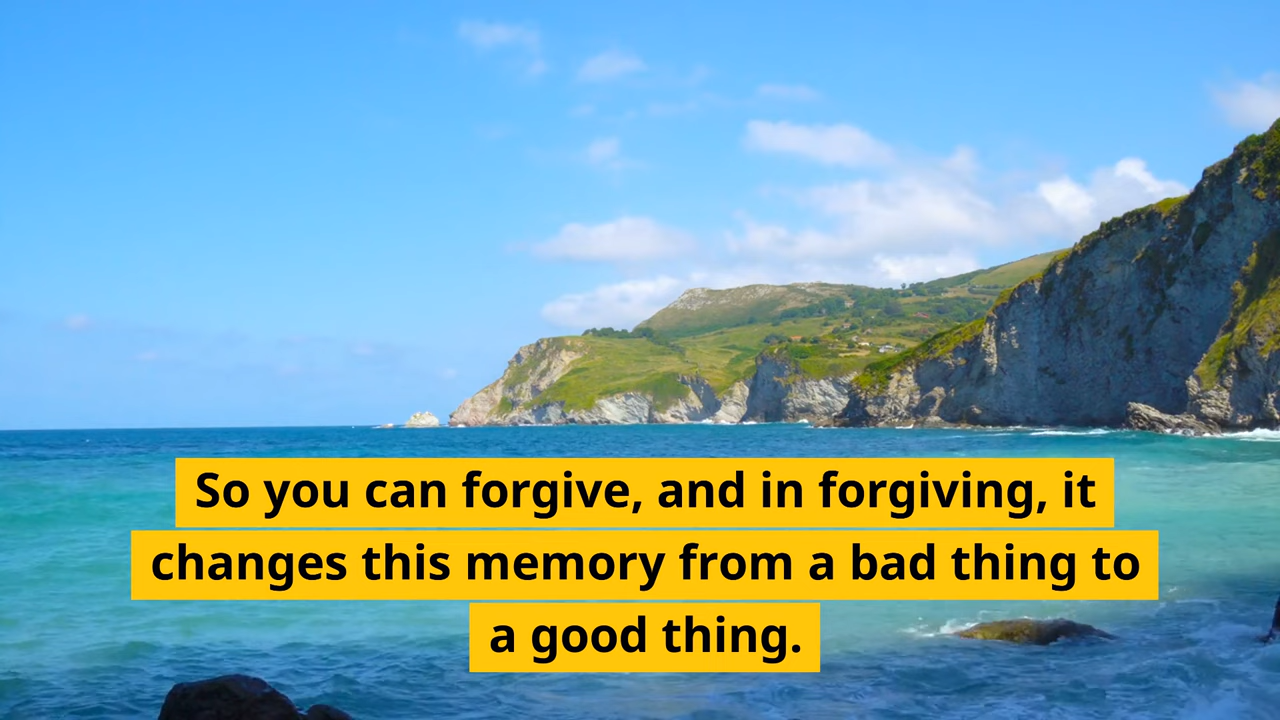 So you can forgive, and in forgiving, it
changes this memory from a bad thing to
a good thing.